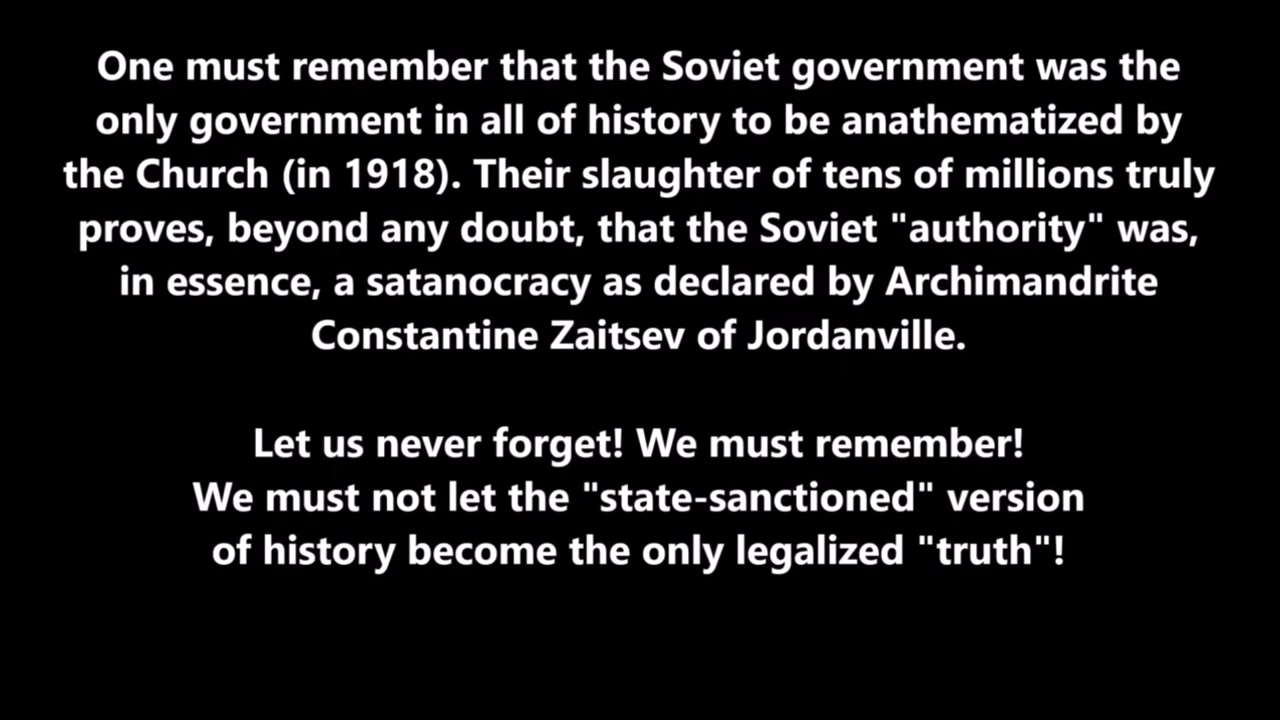 One must remember that the Soviet government was the
only government in all of history to be anathematized by
the Church (in 1918). Their slaughter of tens of millions truly
proves, beyond any doubt, that the Soviet "authority" was,
in essence, a satanocracy as declared by Archimandrite
Constantine Zaitsev of Jordanville.
Let us never forget! We must remember!
We must not let the "state-sanctioned" version
of history become the only legalized "truth"!